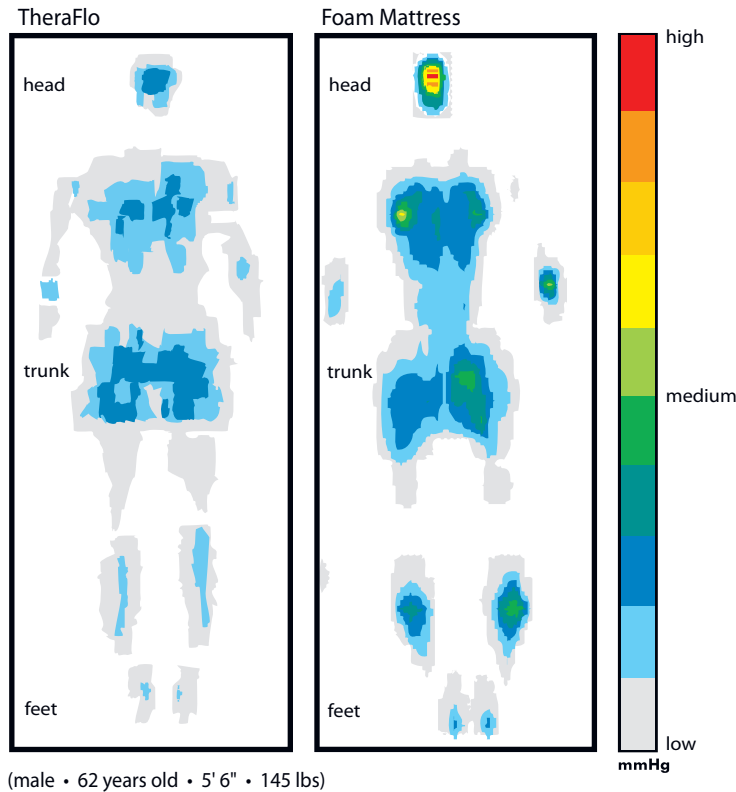 TheraFlo
Foam Mattress
high
head
head
trunk
trunk
medium
feet
feet
low
mmHg
(male • 62 years old • 5' 6" • 145 lbs)